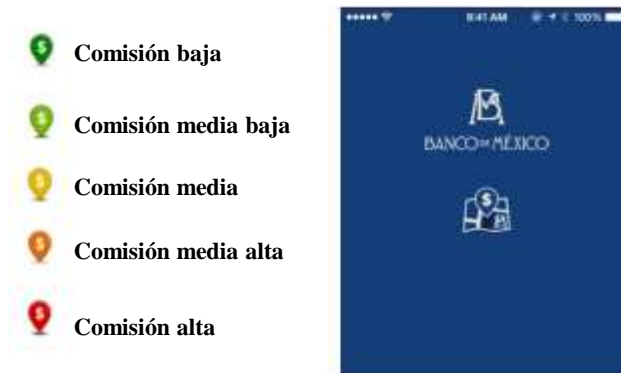 Comisión baja
Comisión media baja
Comisión media
Comisión media alta
Comisión alta
9:41 AM
100%
BANCO DE MÉXICO